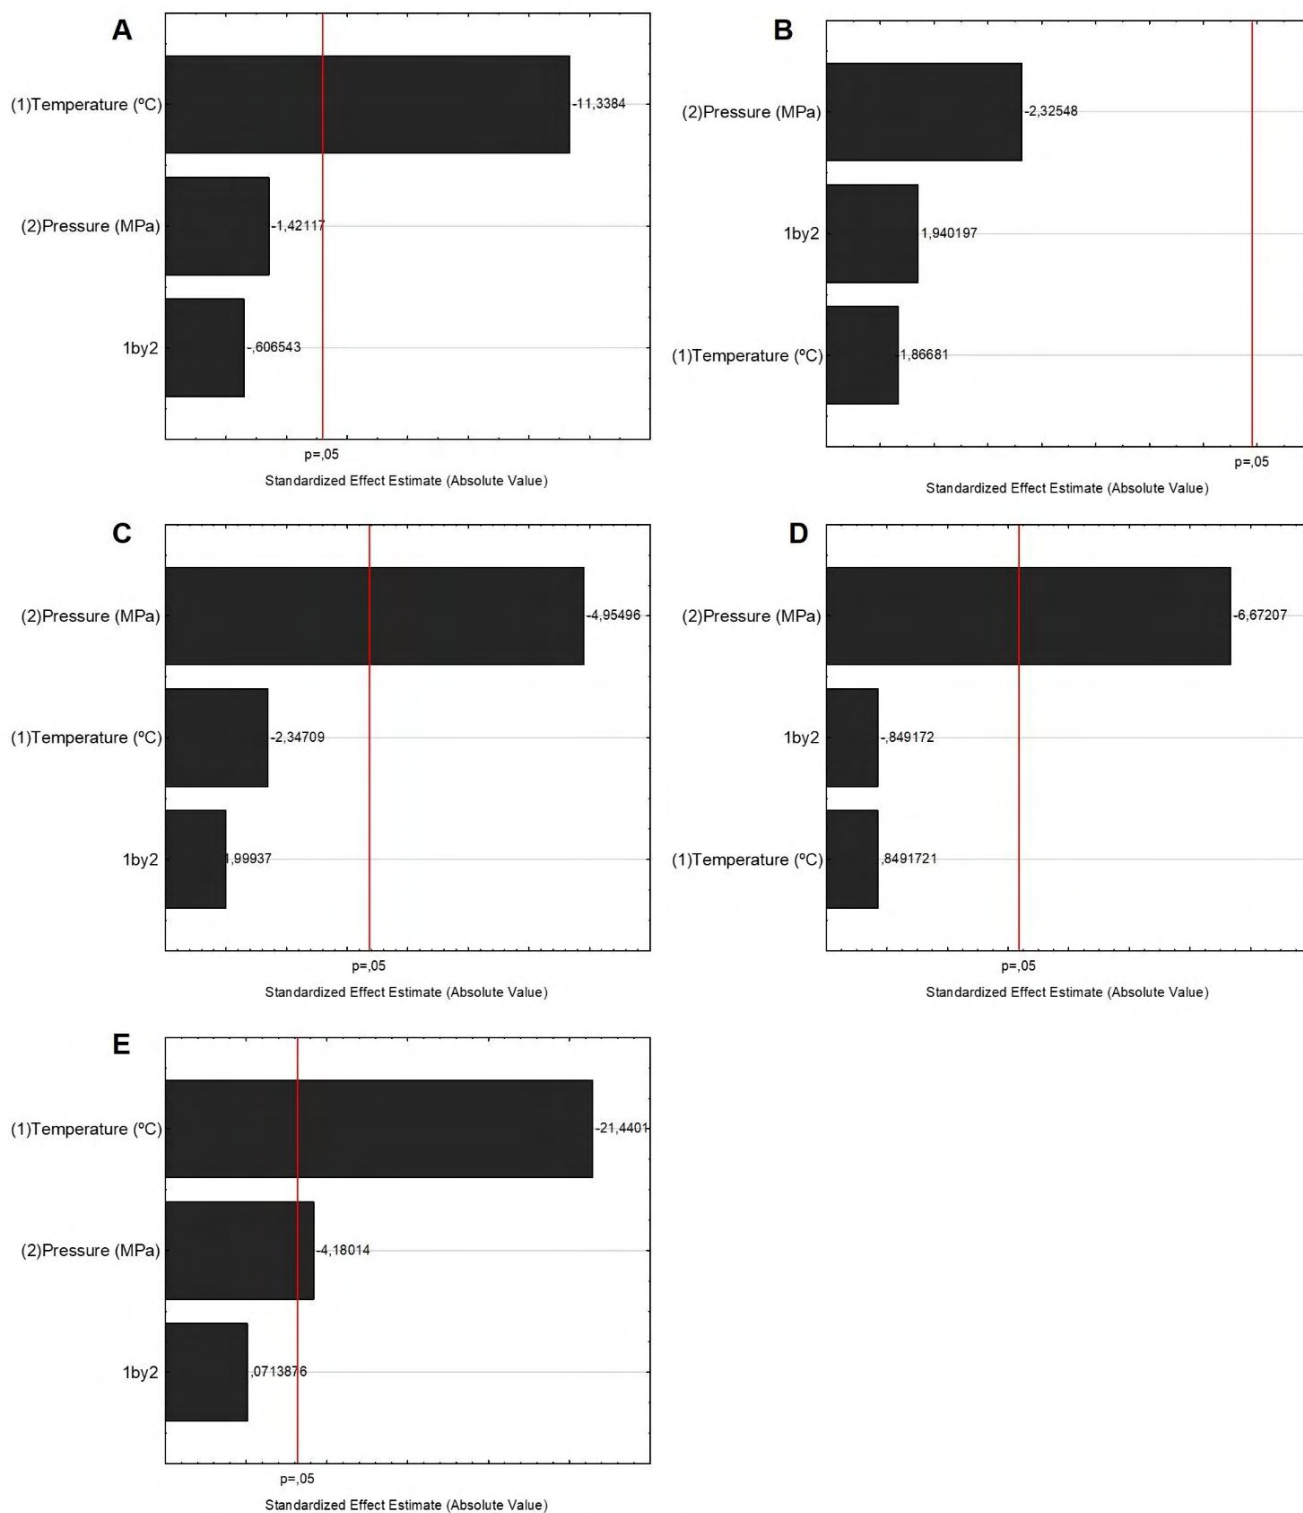 A
(1)Temperature (ºC)
-11,3384
(2)Pressure (MPa)
-1,42117
1by2
-,606543
p=,05
Standardized Effect Estimate (Absolute Value)
B
(2)Pressure (MPa)
-2,32548
1by2
1,940197
(1)Temperature (ºC)
-1,86681
p=,05
Standardized Effect Estimate (Absolute Value)
C
(2)Pressure (MPa)
-4,95496
(1)Temperature (ºC)
-2,34709
1by2
1,99937
p=,05
Standardized Effect Estimate (Absolute Value)
D
(2)Pressure (MPa)
-6,67207
1by2
-,849172
(1)Temperature (ºC)
,8491721
p=,05
Standardized Effect Estimate (Absolute Value)
E
(1)Temperature (ºC)
-21,4401
(2)Pressure (MPa)
-4,18014
1by2
,0713876
p=,05
Standardized Effect Estimate (Absolute Value)